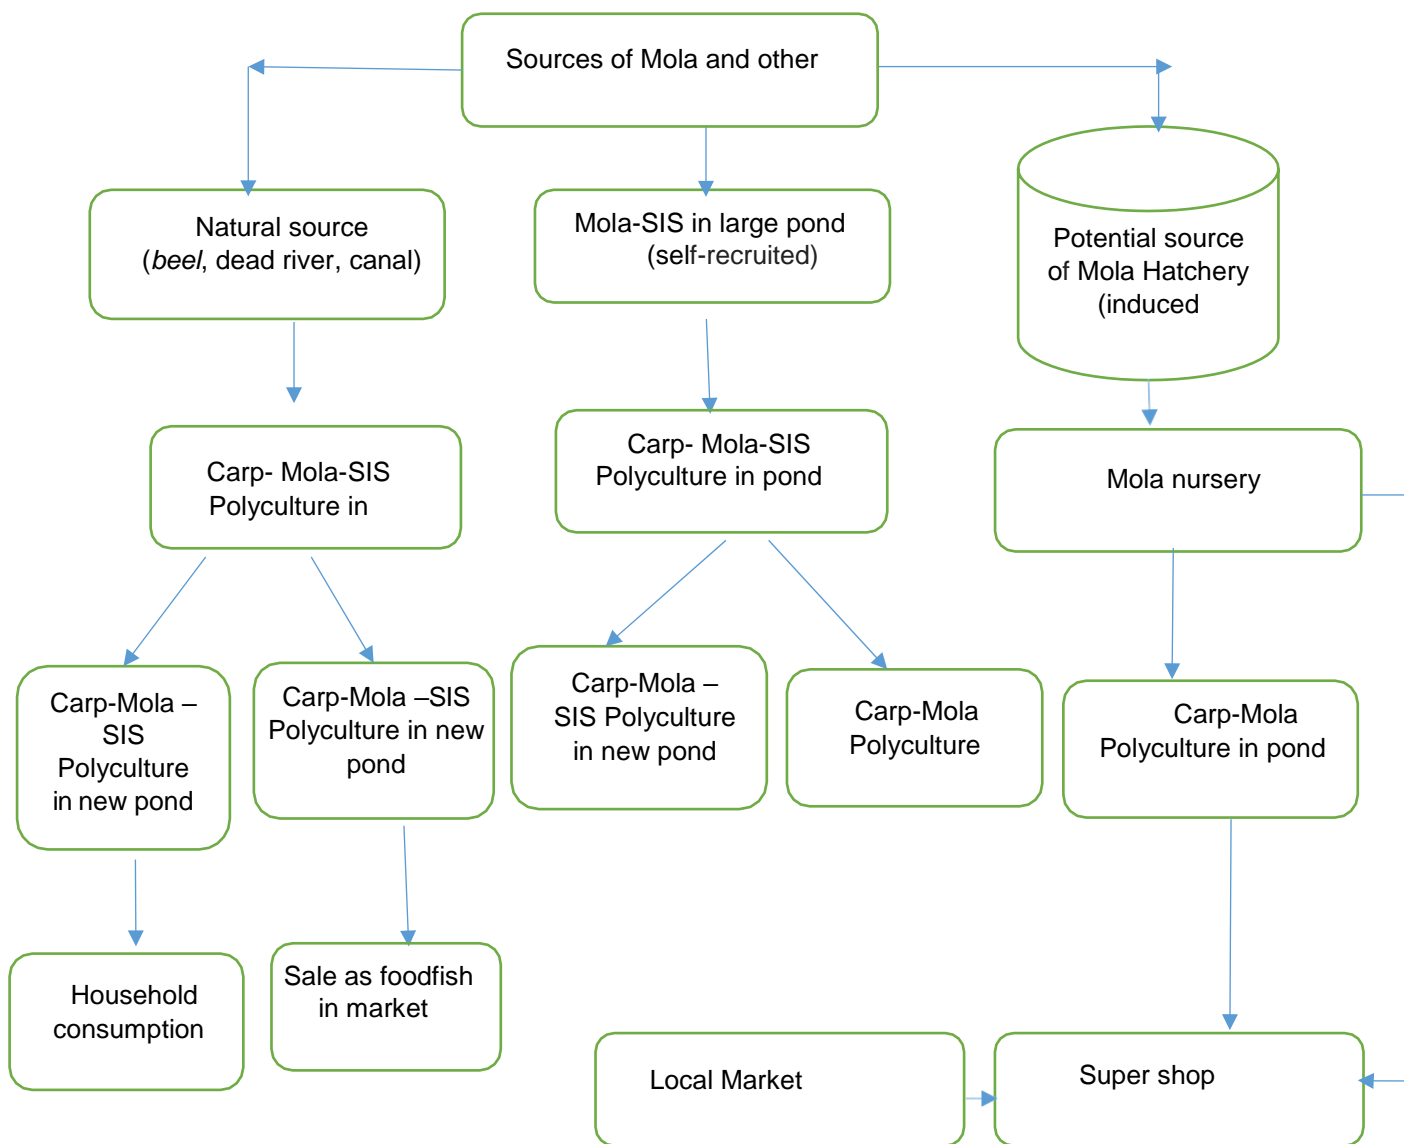 Sources of Mola and other
Natural source
(beel, dead river, canal)
Mola-SIS in large pond
(self-recruited)
Potential source
of Mola Hatchery
(induced
Carp- Mola-SIS
Polyculture in
Carp- Mola-SIS
Polyculture in pond
Mola nursery
Carp-Mola –
SIS
Polyculture
in new pond
Carp-Mola –SIS
Polyculture in new
pond
Carp-Mola –
SIS Polyculture
in new pond
Carp-Mola
Polyculture
Carp-Mola
Polyculture in pond
Household
consumption
Sale as foodfish
in market
Local Market
Super shop